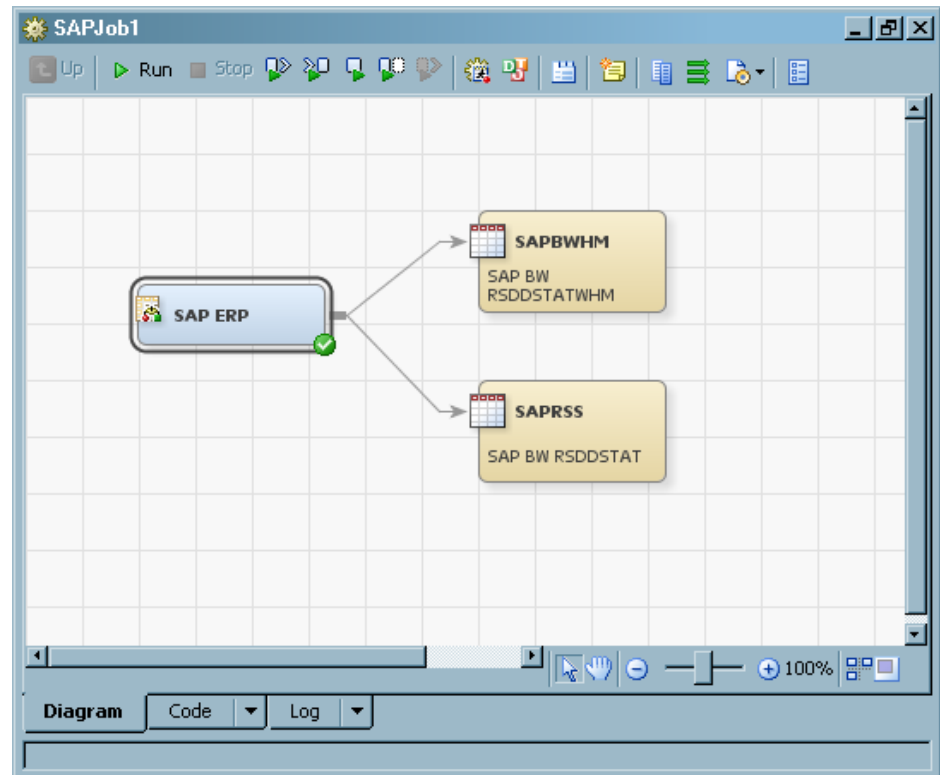 SAPJob1
Up Run Stop
SAPBWHM
SAP BW
RSDDSTATWHM
SAP ERP
SAPRSS
SAP BW RSDDSTAT
100%
Diagram Code Log